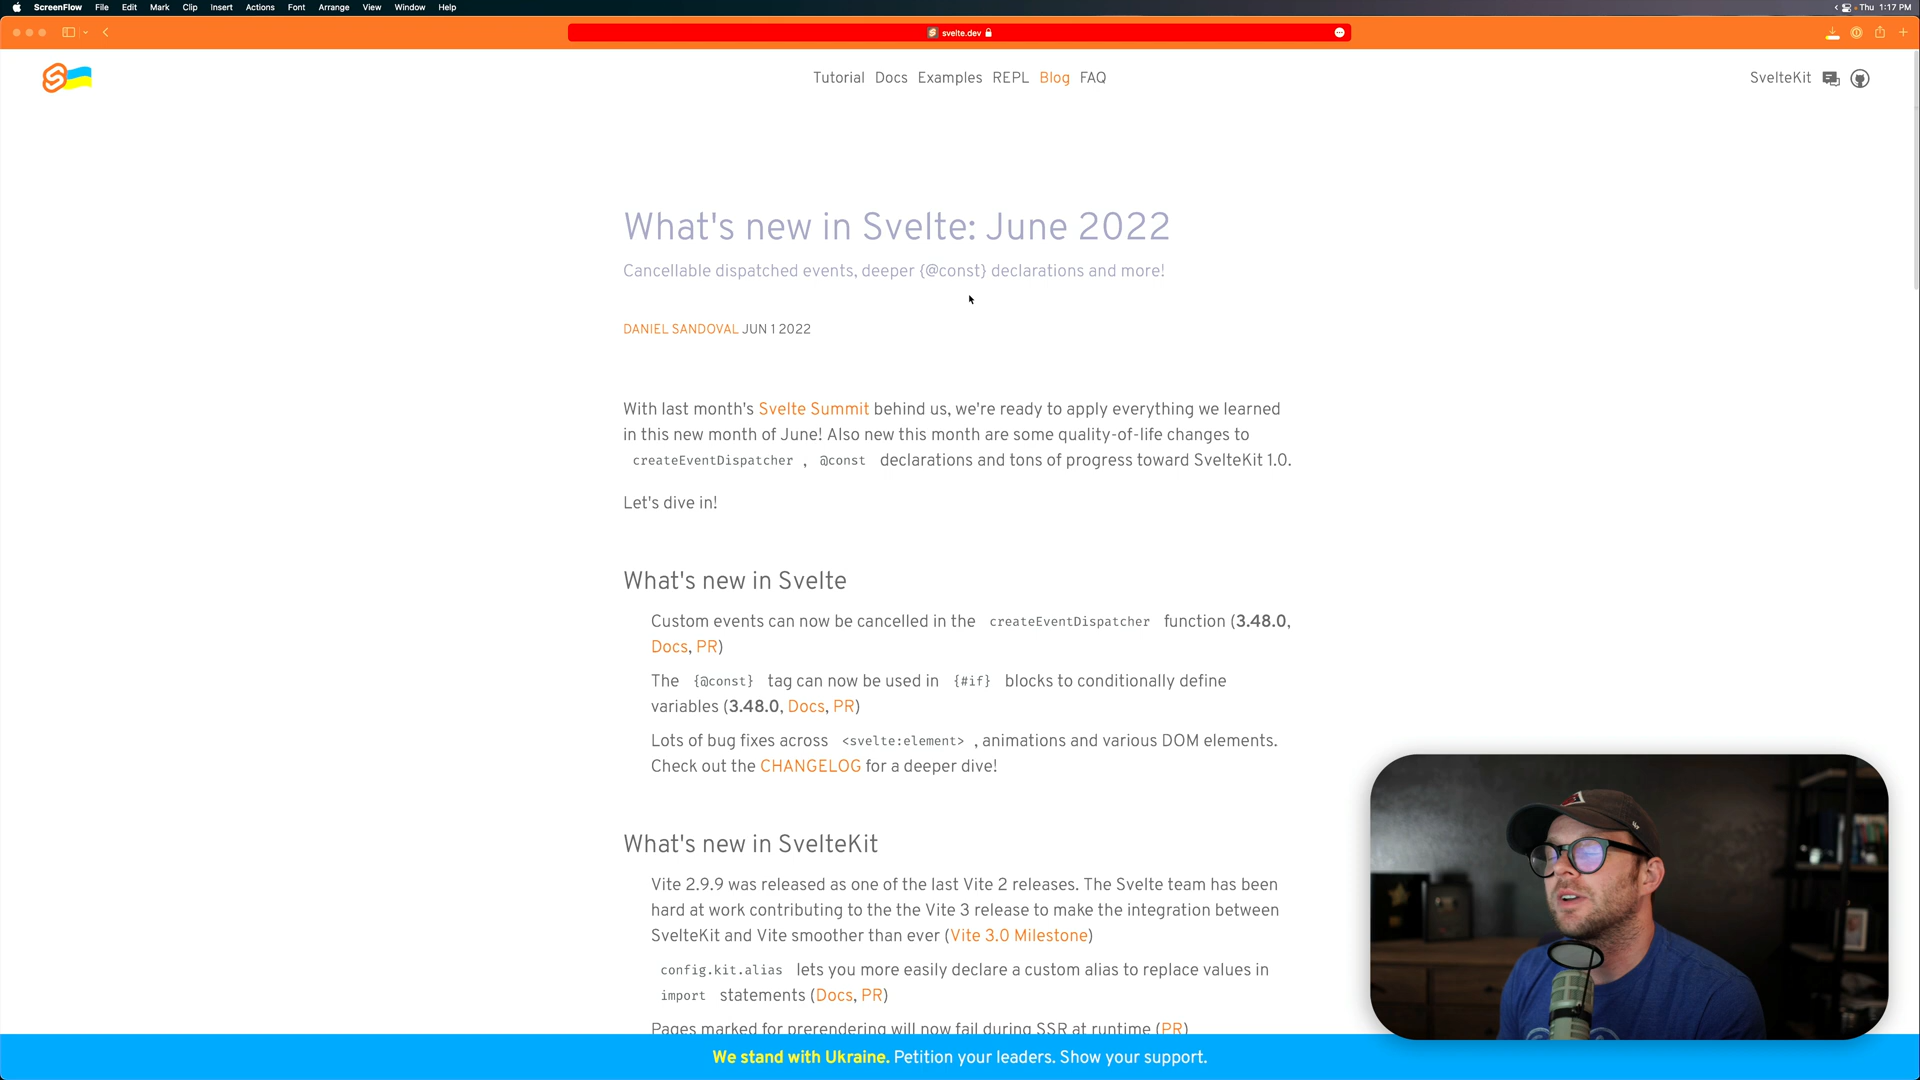 ScreenFlow File Edit Mark Clip Insert Actions Font Arrange View Window Help
Thu 1:17 PM
svelte.dev
Tutorial Docs Examples REPL Blog FAQ
SvelteKit
What's new in Svelte: June 2022
Cancellable dispatched events, deeper {@const} declarations and more!
DANIEL SANDOVAL JUN 1 2022
With last month's Svelte Summit behind us, we're ready to apply everything we learned
in this new month of June! Also new this month are some quality-of-life changes to
createEventDispatcher , @const declarations and tons of progress toward SvelteKit 1.0.
Let's dive in!
What's new in Svelte
Custom events can now be cancelled in the createEventDispatcher function (3.48.0,
Docs, PR)
The {@const} tag can now be used in {#if} blocks to conditionally define
variables (3.48.0, Docs, PR)
Lots of bug fixes across <svelte:element> , animations and various DOM elements.
Check out the CHANGELOG for a deeper dive!
What's new in SvelteKit
Vite 2.9.9 was released as one of the last Vite 2 releases. The Svelte team has been
hard at work contributing to the the Vite 3 release to make the integration between
SvelteKit and Vite smoother than ever (Vite 3.0 Milestone)
config.kit.alias lets you more easily declare a custom alias to replace values in
import statements (Docs, PR)
Pages marked for prerendering will now fail during SSR at runtime (PR)
We stand with Ukraine. Petition your leaders. Show your support.